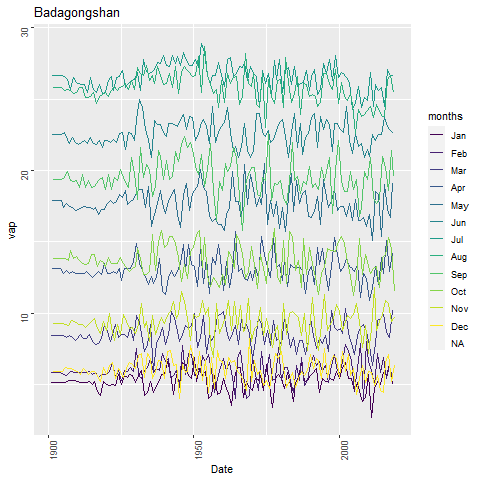 Badagongshan
30
20
10
vap
1900
1950
2000
Date
months
Jan
Feb
Mar
Apr
May
Jun
Jul
Aug
Sep
Oct
Nov
Dec
NA